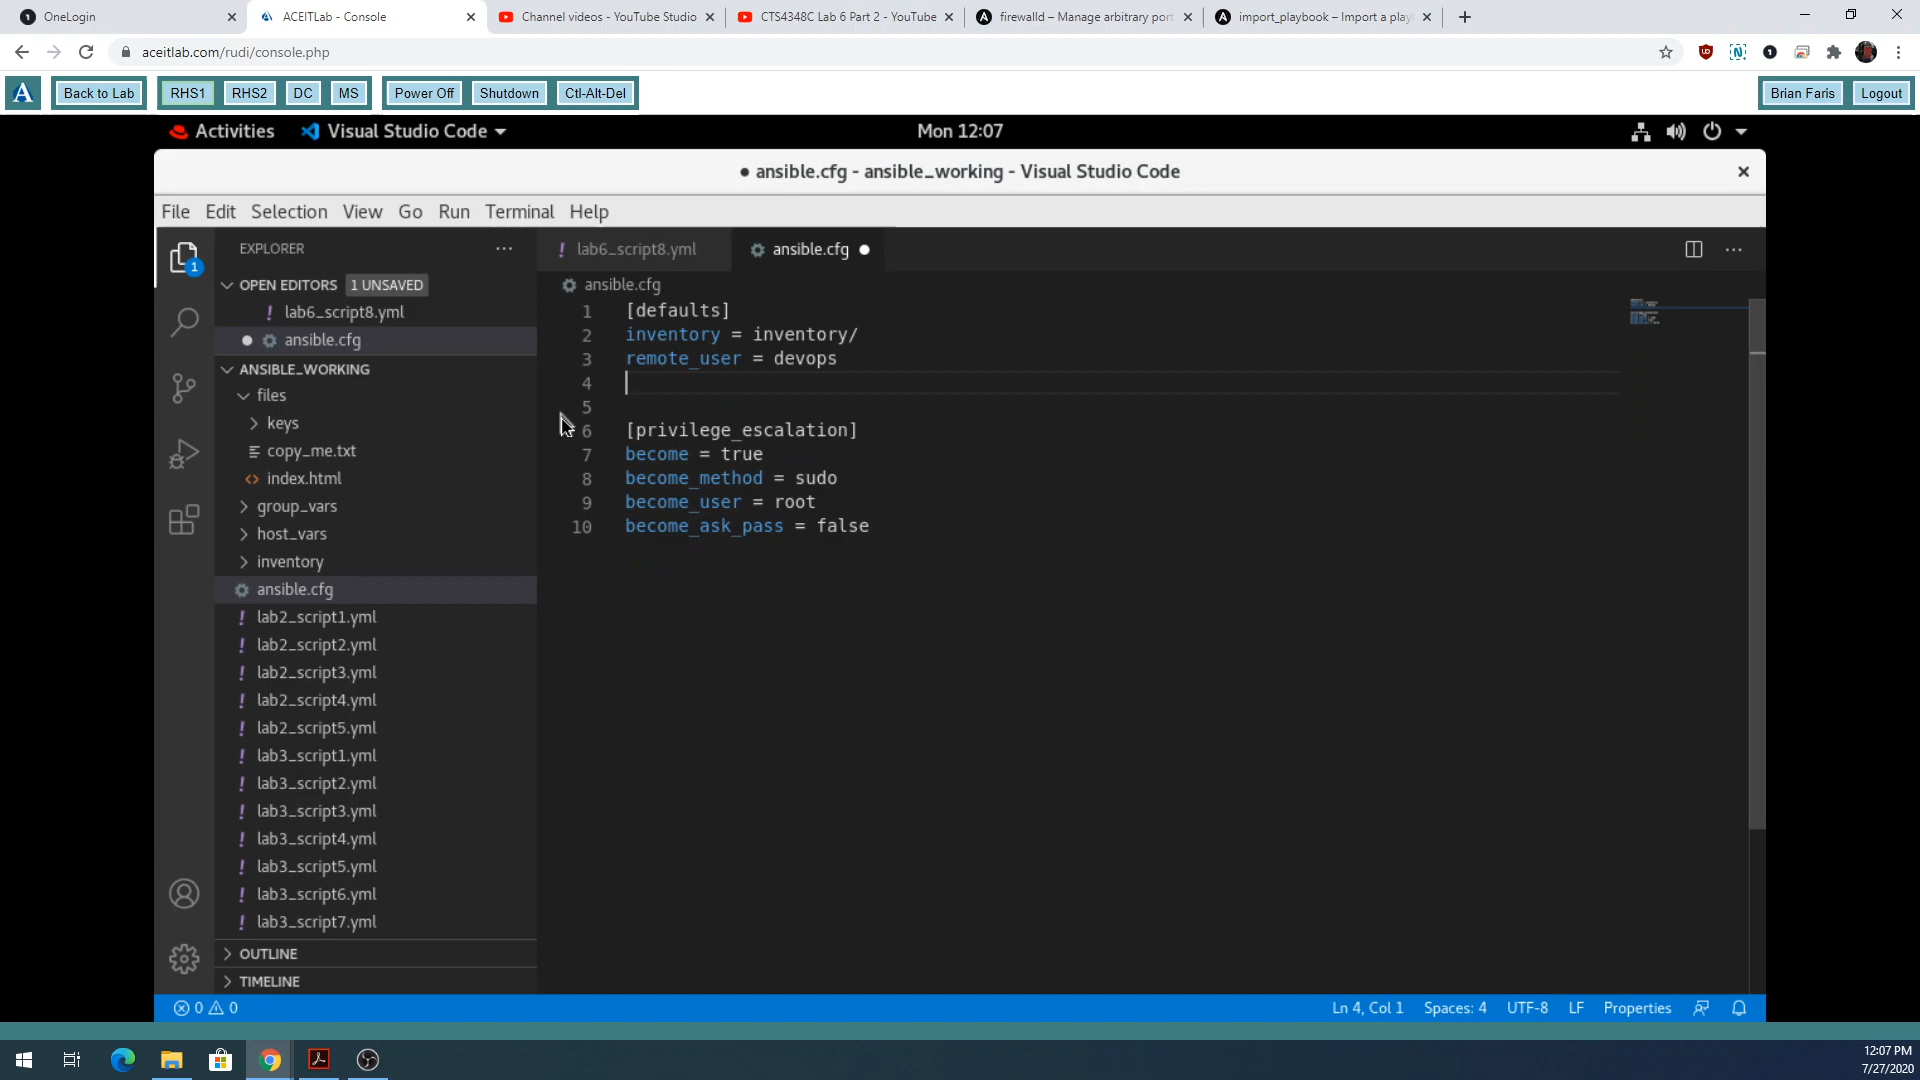 OneLogin
ACEITLab - Console
Channel videos - YouTube Studio
CTS4348C Lab 6 Part 2 - YouTube
firewalld – Manage arbitrary port
import_playbook – Import a play
aceitlab.com/rudi/console.php
Back to Lab
RHS1
RHS2
DC
MS
Power Off
Shutdown
Ctl-Alt-Del
Brian Faris
Logout
Activities
Visual Studio Code
Mon 12:07
● ansible.cfg - ansible_working - Visual Studio Code
File Edit Selection View Go Run Terminal Help
EXPLORER
lab6_script8.yml
ansible.cfg
OPEN EDITORS 1 UNSAVED
lab6_script8.yml
ansible.cfg
ANSIBLE_WORKING
files
keys
copy_me.txt
index.html
group_vars
host_vars
inventory
ansible.cfg
lab2_script1.yml
lab2_script2.yml
lab2_script3.yml
lab2_script4.yml
lab2_script5.yml
lab3_script1.yml
lab3_script2.yml
lab3_script3.yml
lab3_script4.yml
lab3_script5.yml
lab3_script6.yml
lab3_script7.yml
OUTLINE
TIMELINE
ansible.cfg
1 [defaults]
2 inventory = inventory/
3 remote_user = devops
4
5
6 [privilege_escalation]
7 become = true
8 become_method = sudo
9 become_user = root
10 become_ask_pass = false
0 0
Ln 4, Col 1 Spaces: 4 UTF-8 LF Properties
12:07 PM
7/27/2020